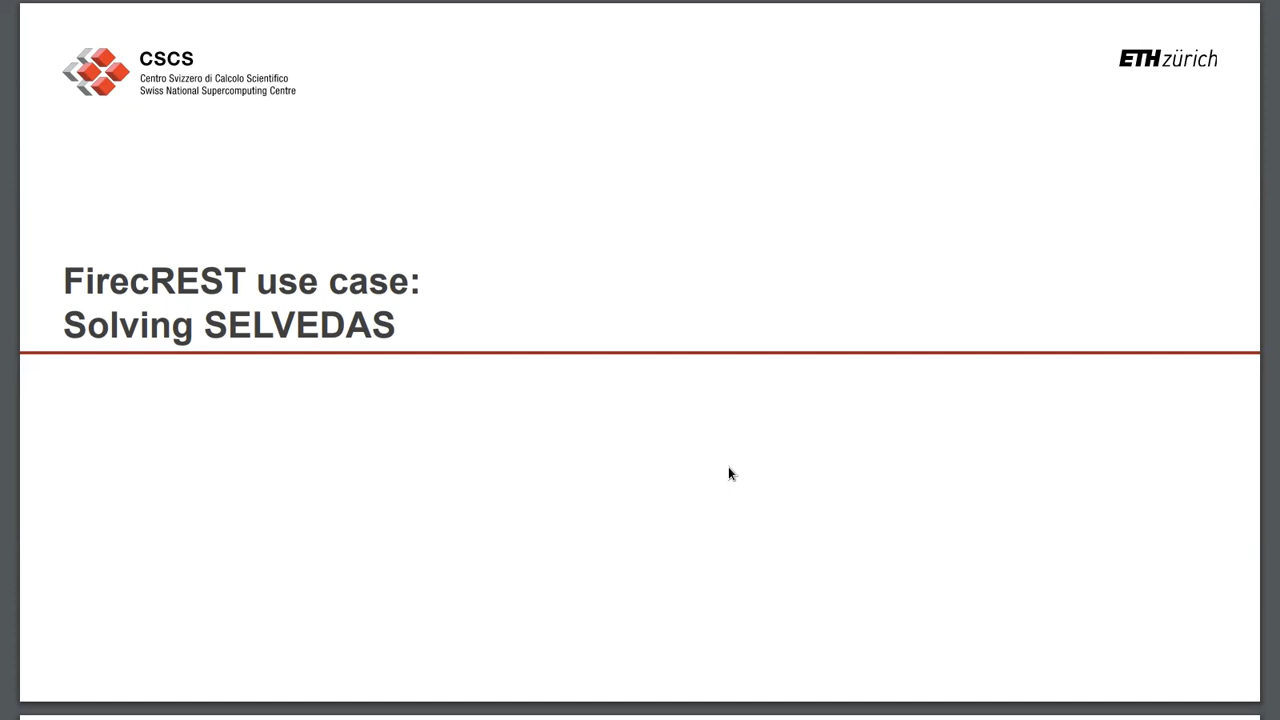 CSCS
Centro Svizzero di Calcolo Scientifico
Swiss National Supercomputing Centre
ETH zürich
FirecREST use case:
Solving SELVEDAS